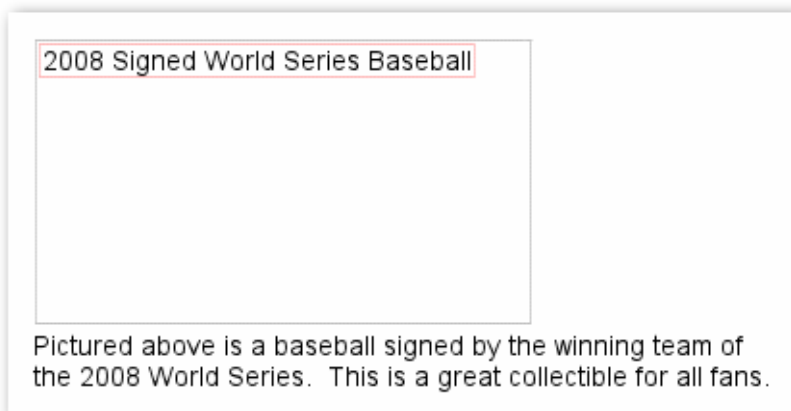 2008 Signed World Series Baseball
Pictured above is a baseball signed by the winning team of
the 2008 World Series.  This is a great collectible for all fans.